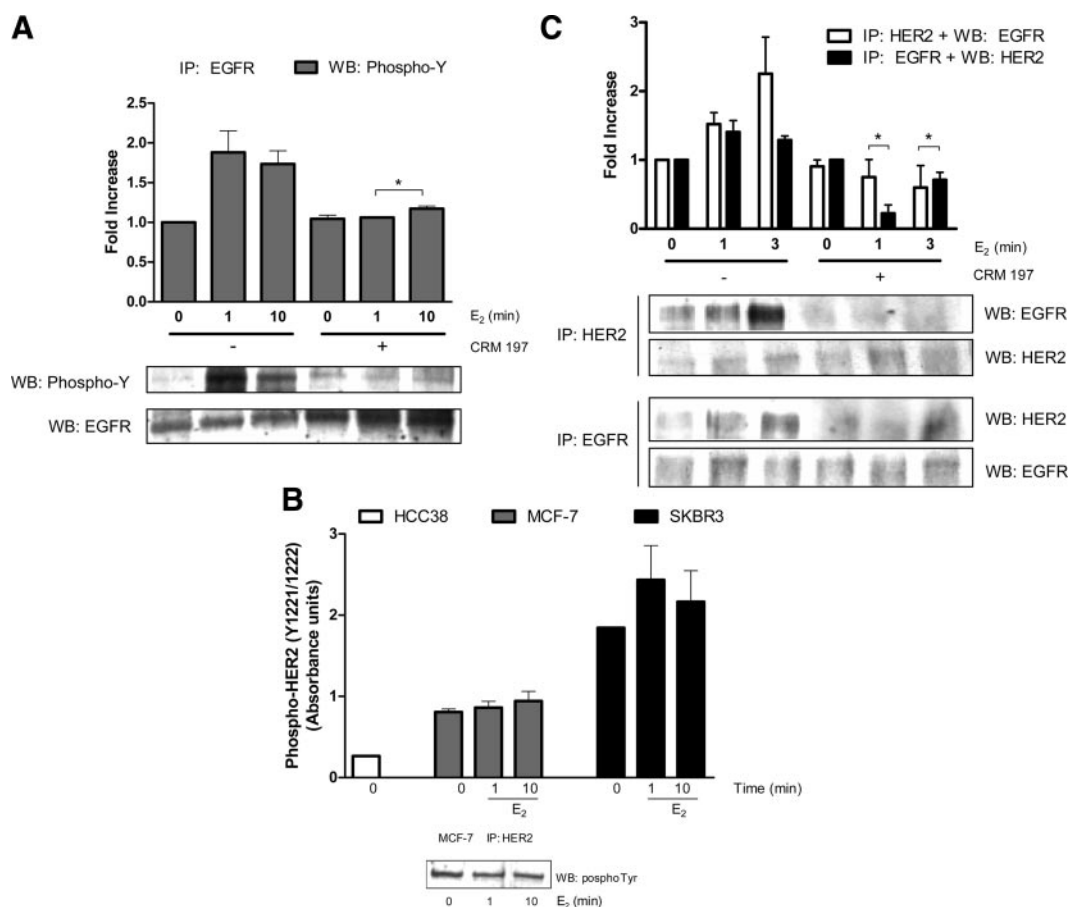 A
IP: EGFR WB: Phospho-Y
Fold Increase
2.5
2.0
1.5
1.0
0.5
0.0
0 1 10 0 1 10 E2 (min)
*
- + CRM 197
WB: Phospho-Y
WB: EGFR
C
IP: HER2 + WB: EGFR
IP: EGFR + WB: HER2
Fold Increase
3
2
1
0
* *
0 1 3 0 1 3 E2 (min)
- + CRM 197
IP: HER2
WB: EGFR
WB: HER2
IP: EGFR
WB: HER2
WB: EGFR
B
HCC38 MCF-7 SKBR3
Phospho-HER2 (Y1221/1222)
(Absorbance units)
3
2
1
0
0 0 1 10 0 1 10 Time (min)
E2 E2
MCF-7 IP: HER2
WB: posphoTyr
0 1 10 E2 (min)